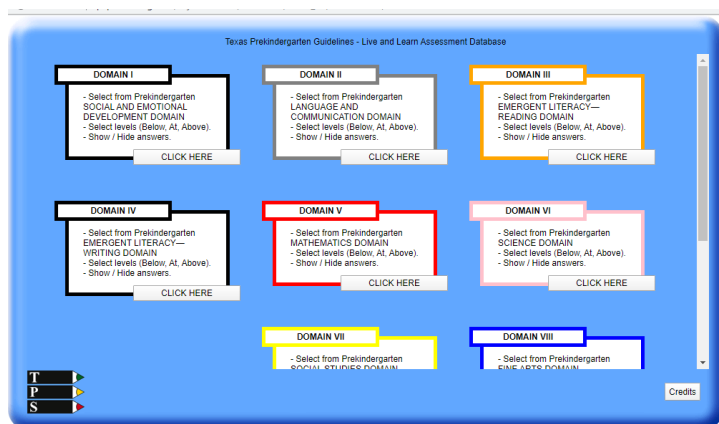 Texas Prekindergarten Guidelines - Live and Learn Assessment Database
DOMAIN I
- Select from Prekindergarten
SOCIAL AND EMOTIONAL
DEVELOPMENT DOMAIN
- Select levels (Below, At, Above).
- Show / Hide answers.
CLICK HERE
DOMAIN II
- Select from Prekindergarten
LANGUAGE AND
COMMUNICATION DOMAIN
- Select levels (Below, At, Above).
- Show / Hide answers.
CLICK HERE
DOMAIN III
- Select from Prekindergarten
EMERGENT LITERACY—
READING DOMAIN
- Select levels (Below, At, Above).
- Show / Hide answers.
CLICK HERE
DOMAIN IV
- Select from Prekindergarten
EMERGENT LITERACY—
WRITING DOMAIN
- Select levels (Below, At, Above).
- Show / Hide answers.
CLICK HERE
DOMAIN V
- Select from Prekindergarten
MATHEMATICS DOMAIN
- Select levels (Below, At, Above).
- Show / Hide answers.
CLICK HERE
DOMAIN VI
- Select from Prekindergarten
SCIENCE DOMAIN
- Select levels (Below, At, Above).
- Show / Hide answers.
CLICK HERE
DOMAIN VII
- Select from Prekindergarten
SOCIAL STUDIES DOMAIN
DOMAIN VIII
- Select from Prekindergarten
FINE ARTS DOMAIN
T
P
S
Credits